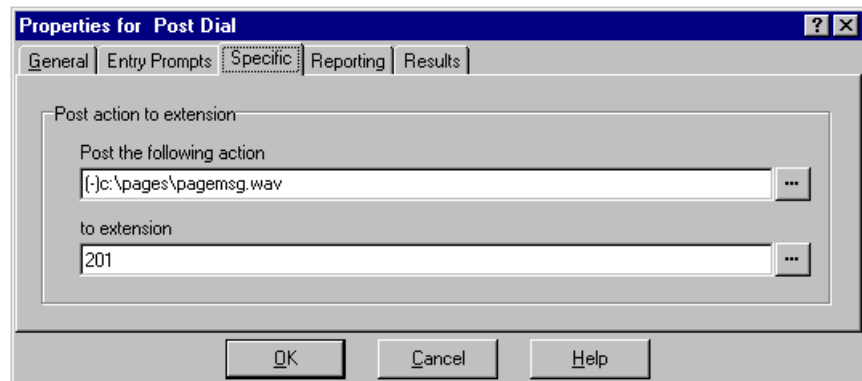 Properties for Post Dial
General Entry Prompts Specific Reporting Results
Post action to extension
Post the following action
(-)c:\pages\pagemsg.wav ...
to extension
201 ...
OK Cancel Help